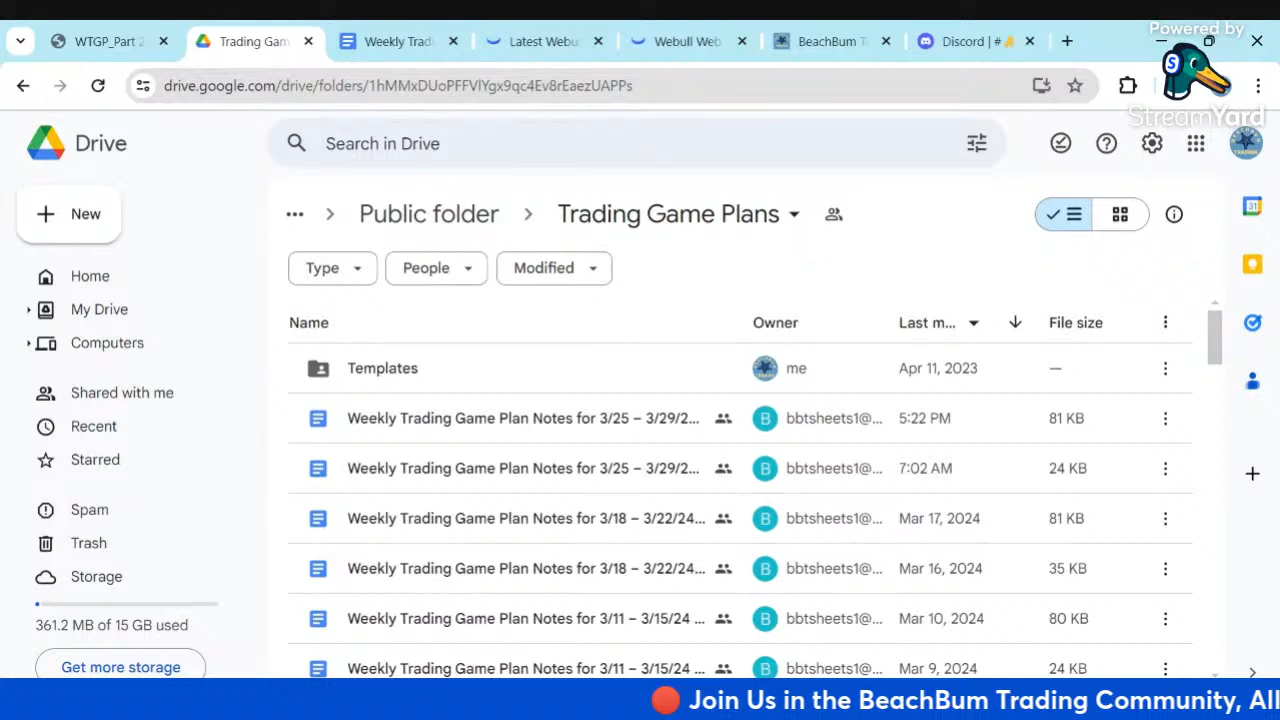 Powered by
StreamYard
WTGP_Part 2
Trading Gam
Weekly Trad
Latest Webu
Webull Web
BeachBum T
Discord | #
drive.google.com/drive/folders/1hMMxDUoPFFVlYgx9qc4Ev8rEaezUAPPs
Drive
Search in Drive
New
... > Public folder > Trading Game Plans
Type
People
Modified
Home
My Drive
Computers
Shared with me
Recent
Starred
Spam
Trash
Storage
361.2 MB of 15 GB used
Get more storage
Name Owner Last m... File size
Templates me Apr 11, 2023 —
Weekly Trading Game Plan Notes for 3/25 – 3/29/2... B bbtsheets1@... 5:22 PM 81 KB
Weekly Trading Game Plan Notes for 3/25 – 3/29/2... B bbtsheets1@... 7:02 AM 24 KB
Weekly Trading Game Plan Notes for 3/18 – 3/22/24... B bbtsheets1@... Mar 17, 2024 81 KB
Weekly Trading Game Plan Notes for 3/18 – 3/22/24... B bbtsheets1@... Mar 16, 2024 35 KB
Weekly Trading Game Plan Notes for 3/11 – 3/15/24 ... B bbtsheets1@... Mar 10, 2024 80 KB
Weekly Trading Game Plan Notes for 3/11 – 3/15/24 ... B bbtsheets1@... Mar 9, 2024 24 KB
Join Us in the BeachBum Trading Community, All